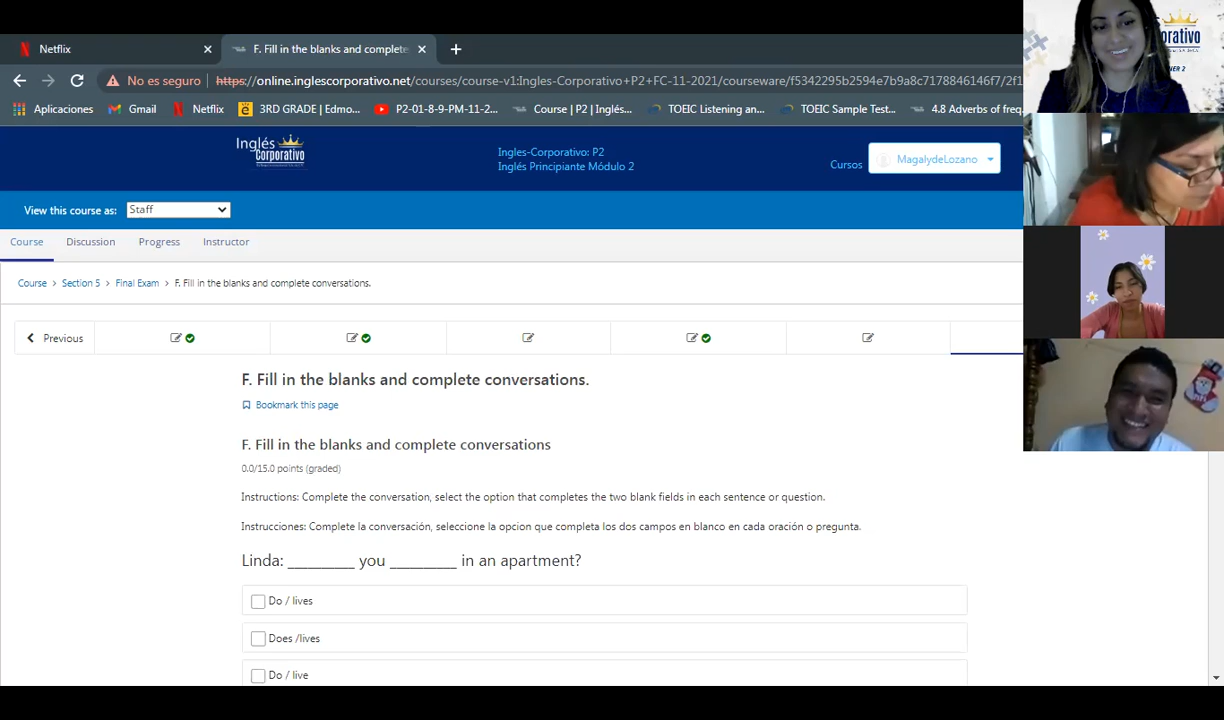 Netflix
F. Fill in the blanks and complete
No es seguro
https://online.inglescorporativo.net/courses/course-v1:Ingles-Corporativo+P2+FC-11-2021/courseware/f5342295b2594e7b9a8c7178846146f7/2f1
Aplicaciones
Gmail
Netflix
3RD GRADE | Edmo...
P2-01-8-9-PM-11-2...
Course | P2 | Inglés...
TOEIC Listening an...
TOEIC Sample Test...
4.8 Adverbs of freq.
Inglés
Corporativo
Ingles-Corporativo: P2
Inglés Principiante Módulo 2
Cursos
MagalydeLozano
View this course as:
Staff
Course
Discussion
Progress
Instructor
Course > Section 5 > Final Exam > F. Fill in the blanks and complete conversations.
Previous
F. Fill in the blanks and complete conversations.
Bookmark this page
F. Fill in the blanks and complete conversations
0.0/15.0 points (graded)
Instructions: Complete the conversation, select the option that completes the two blank fields in each sentence or question.
Instrucciones: Complete la conversación, seleccione la opcion que completa los dos campos en blanco en cada oración o pregunta.
Linda: _________ you _________ in an apartment?
Do / lives
Does /lives
Do / live